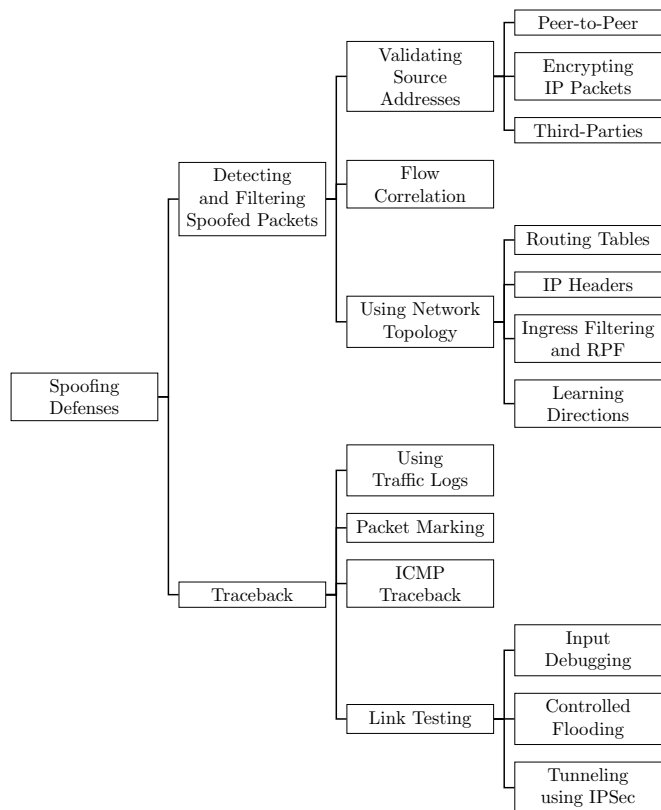 Spoofing
Defenses
Detecting
and Filtering
Spoofed Packets
Validating
Source
Addresses
Peer-to-Peer
Encrypting
IP Packets
Third-Parties
Flow
Correlation
Using Network
Topology
Routing Tables
IP Headers
Ingress Filtering
and RPF
Learning
Directions
Traceback
Using
Traffic Logs
Packet Marking
ICMP
Traceback
Link Testing
Input
Debugging
Controlled
Flooding
Tunneling
using IPSec